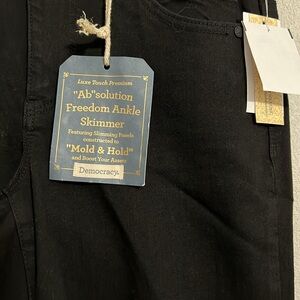 Luxe Touch Premium
"Ab"solution
Freedom Ankle
Skimmer
Featuring Slimming Panels
constructed to
"Mold & Hold"
and Boost Your Assets
Democracy.